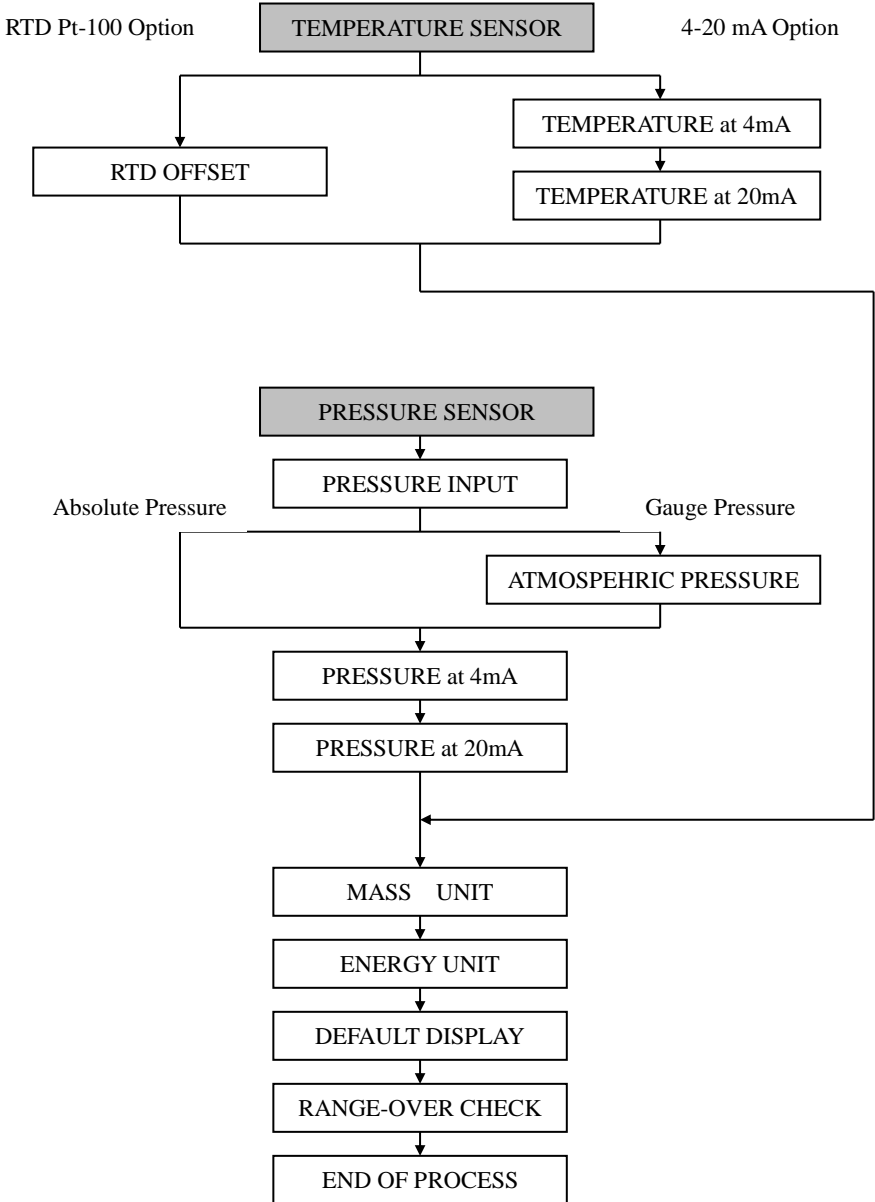 RTD Pt-100 Option
TEMPERATURE SENSOR
4-20 mA Option
TEMPERATURE at 4mA
RTD OFFSET
TEMPERATURE at 20mA
PRESSURE SENSOR
PRESSURE INPUT
Absolute Pressure
Gauge Pressure
ATMOSPEHRIC PRESSURE
PRESSURE at 4mA
PRESSURE at 20mA
MASS UNIT
ENERGY UNIT
DEFAULT DISPLAY
RANGE-OVER CHECK
END OF PROCESS